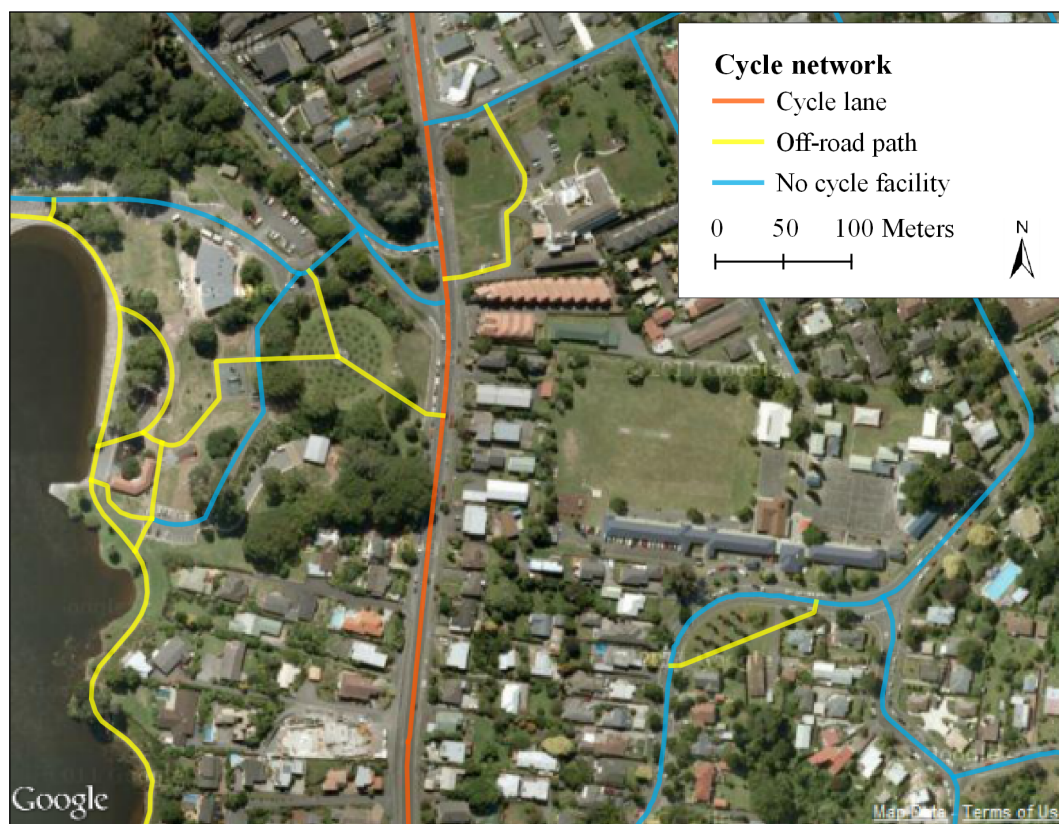 Cycle network
Cycle lane
Off-road path
No cycle facility
0 50 100 Meters
N
Google
Map Data - Terms of Us